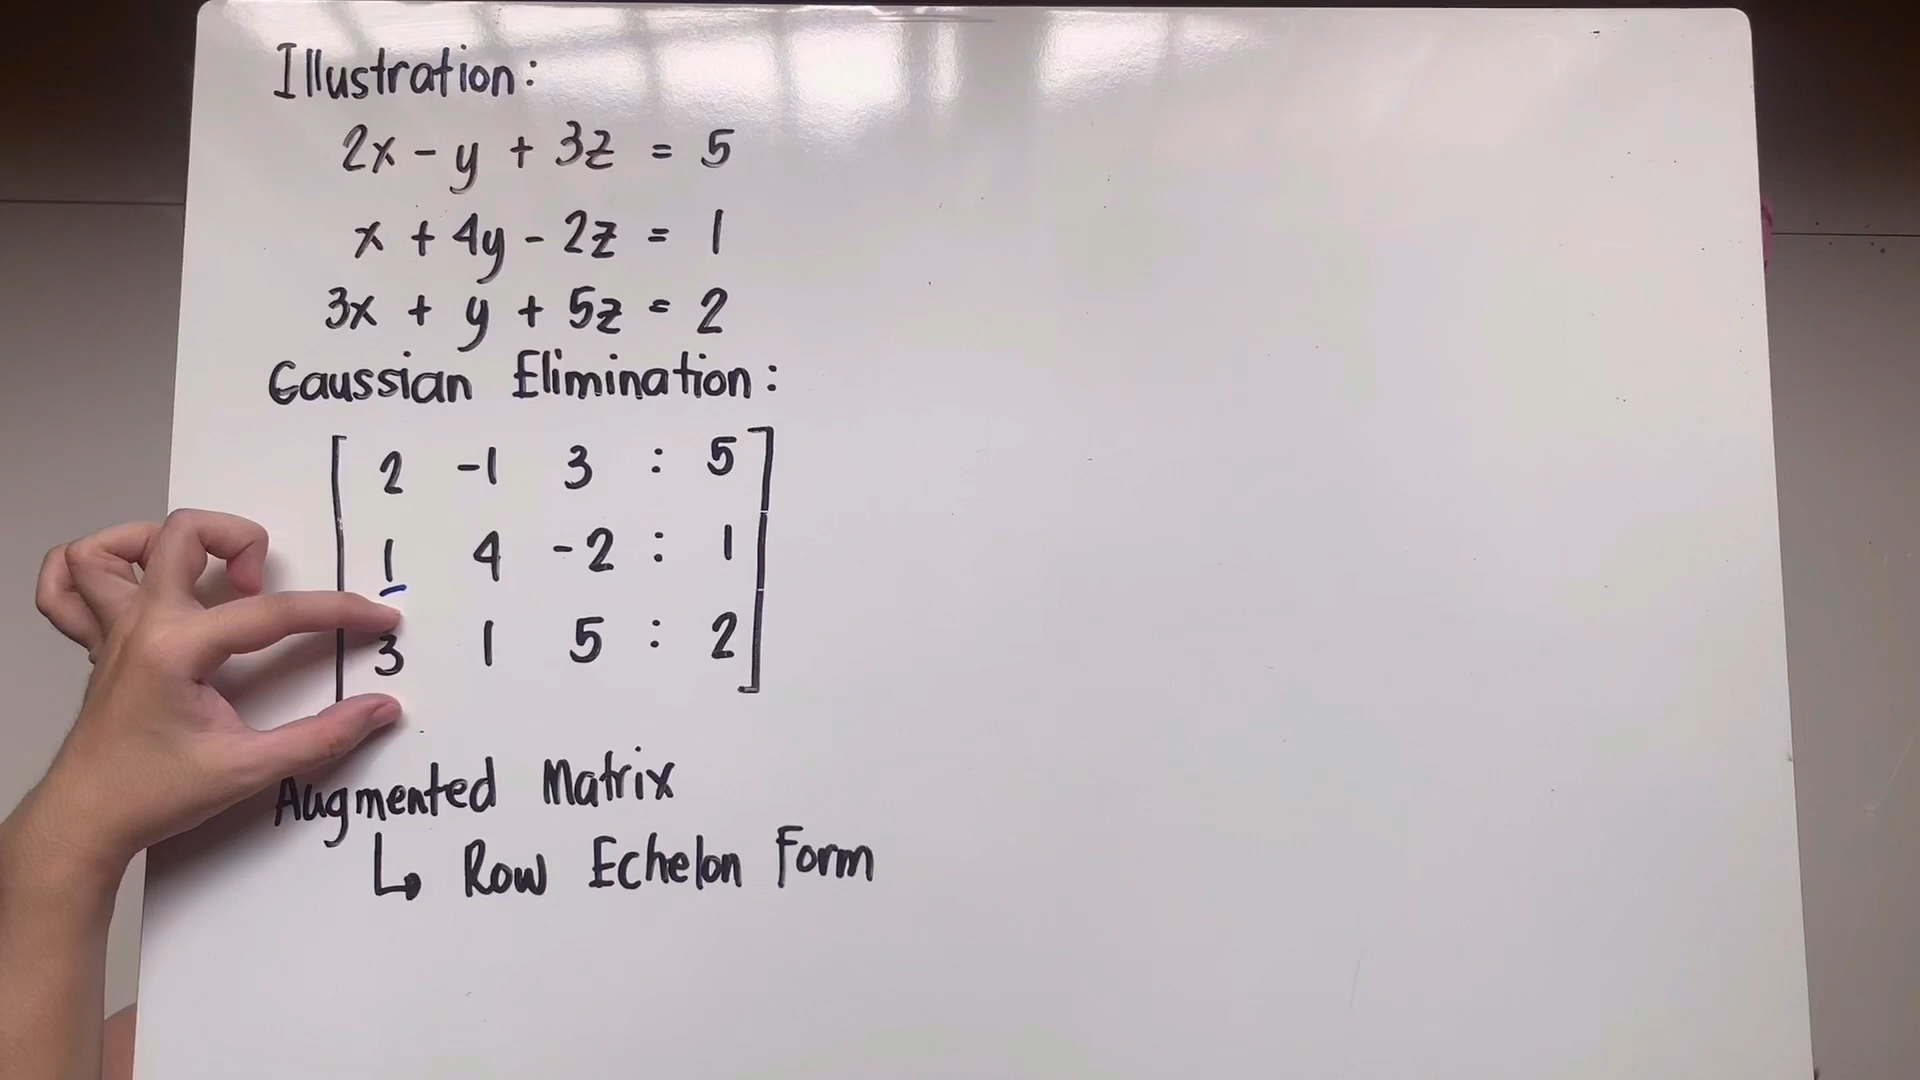 Illustration:
2x - y + 3z = 5
x + 4y - 2z = 1
3x + y + 5z = 2
Gaussian Elimination:
2 -1 3 : 5
1 4 -2 : 1
3 1 5 : 2
Augmented Matrix
↳ Row Echelon Form